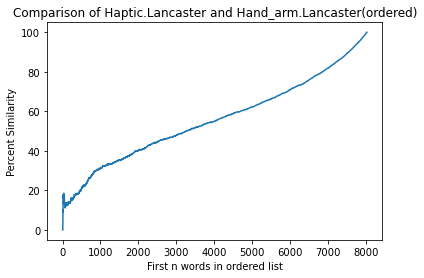 Comparison of Haptic.Lancaster and Hand_arm.Lancaster(ordered)
Percent Similarity
100
80
60
40
20
0
0 1000 2000 3000 4000 5000 6000 7000 8000
First n words in ordered list